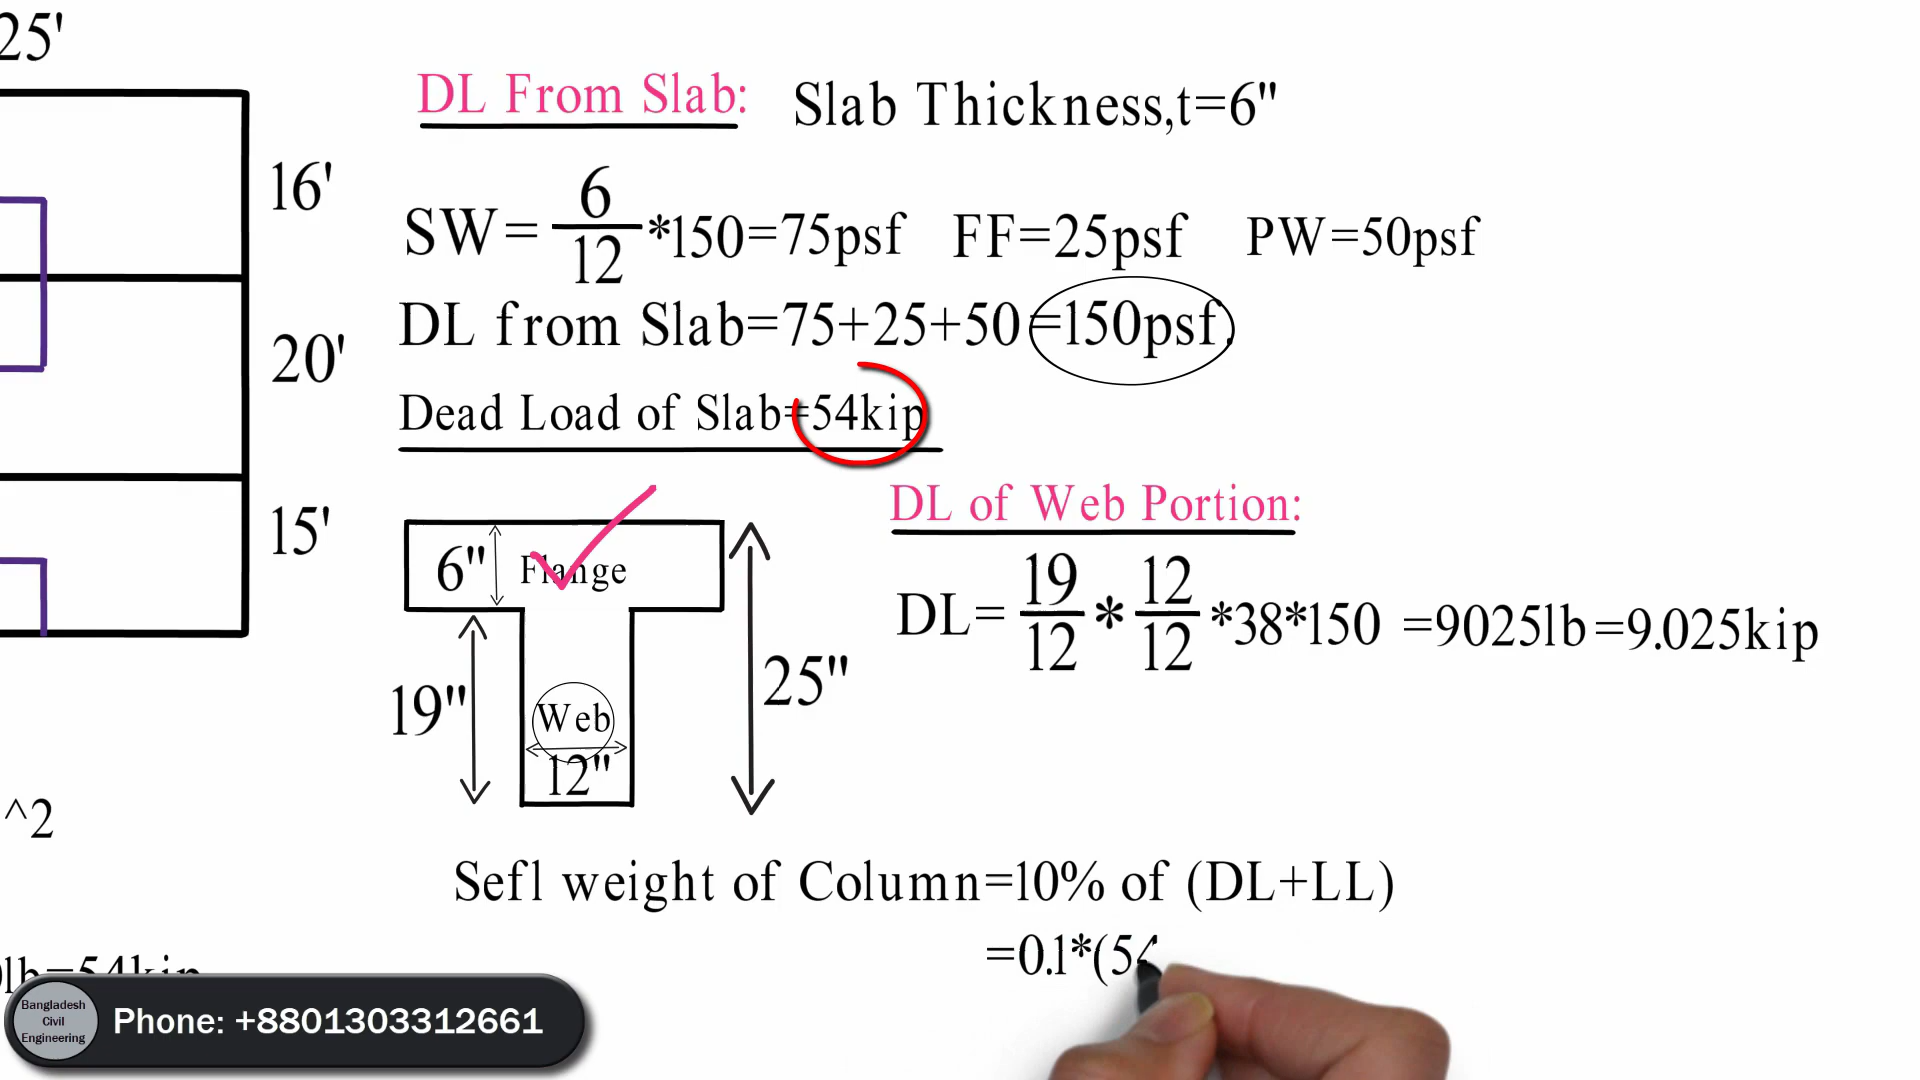 25'
DL From Slab: Slab Thickness,t=6"
16'
SW= 6/12 *150=75psf FF=25psf PW=50psf
DL from Slab=75+25+50=150psf.
20'
Dead Load of Slab=54kip
15'
DL of Web Portion:
6" Flange
DL= 19/12 * 12/12 *38*150 =9025lb=9.025kip
19" 25"
Web
12"
^2
Sefl weight of Column=10% of (DL+LL)
=0.1*(54
lb=54kip
Bangladesh
Civil
Engineering
Phone: +8801303312661